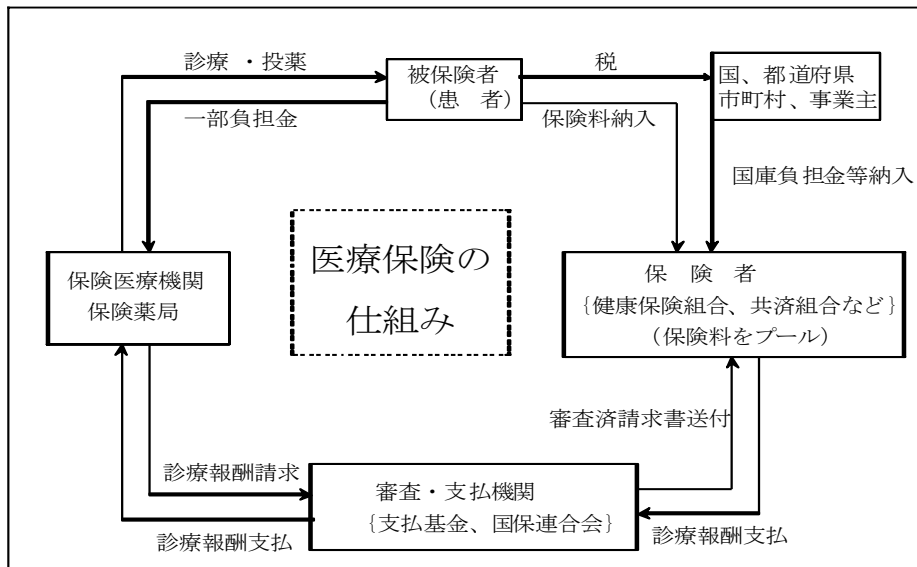 診療 ・投薬
被保険者
(患 者)
税
国、都道府県
市町村、事業主
一部負担金
保険料納入
国庫負担金等納入
医療保険の
仕組み
保険医療機関
保険薬局
保 険 者
{健康保険組合、共済組合など}
(保険料をプール)
審査済請求書送付
診療報酬請求
審査・支払機関
{支払基金、国保連合会}
診療報酬支払
診療報酬支払